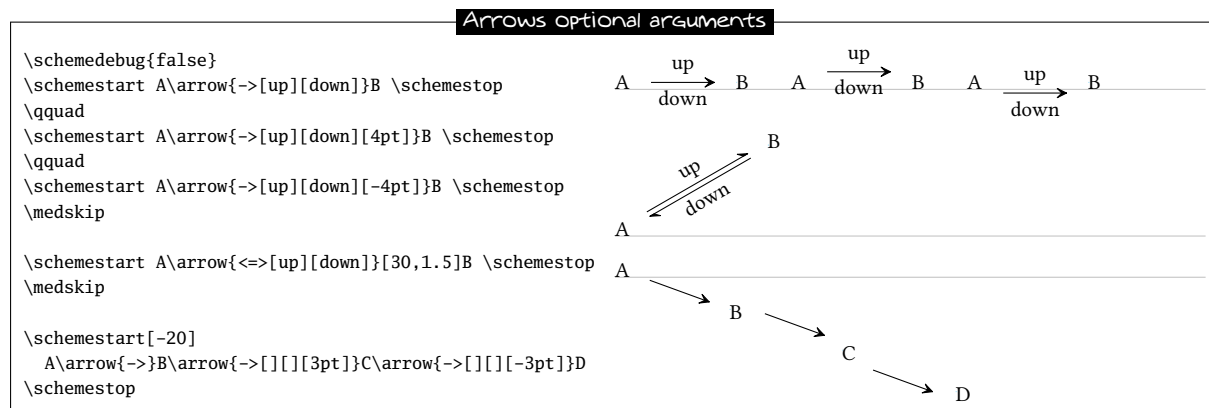 Arrows optional arguments
\schemedebug{false}
\schemestart A\arrow{->[up][down]}B \schemestop
\qquad
\schemestart A\arrow{->[up][down][4pt]}B \schemestop
\qquad
\schemestart A\arrow{->[up][down][-4pt]}B \schemestop
\medskip
\schemestart A\arrow{<=>[up][down]}[30,1.5]B \schemestop
\medskip
\schemestart[-20]
A\arrow{->}B\arrow{->[][][3pt]}C\arrow{->[][][-3pt]}D
\schemestop
up up up
A B A B A B
down down down
B
up
down
A
A
B
C
D